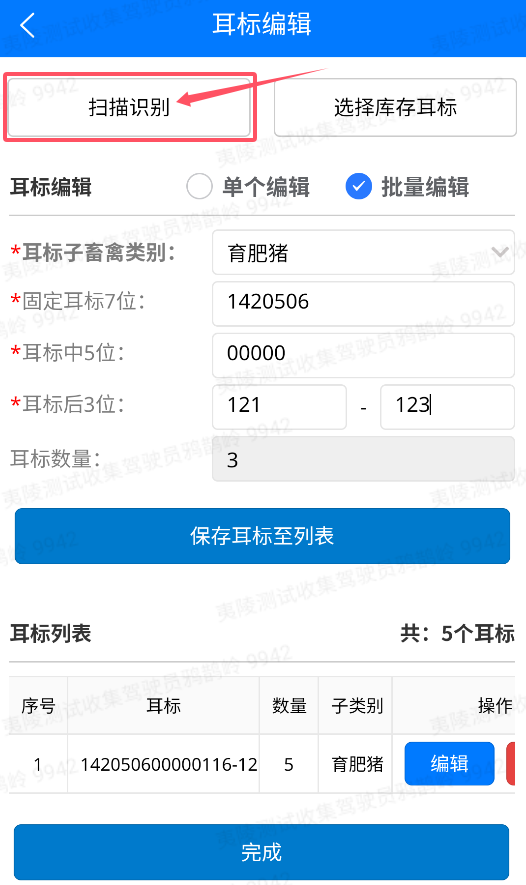 耳标编辑
扫描识别 选择库存耳标
耳标编辑 单个编辑 批量编辑
*耳标子畜禽类别： 育肥猪
*固定耳标7位： 1420506
*耳标中5位： 00000
*耳标后3位： 121 - 123
耳标数量： 3
保存耳标至列表
耳标列表 共：5个耳标
序号 耳标 数量 子类别 操作
1 142050600000116-12 5 育肥猪 编辑
完成
夷陵测试收集驾驶员鸦鹊岭 9942